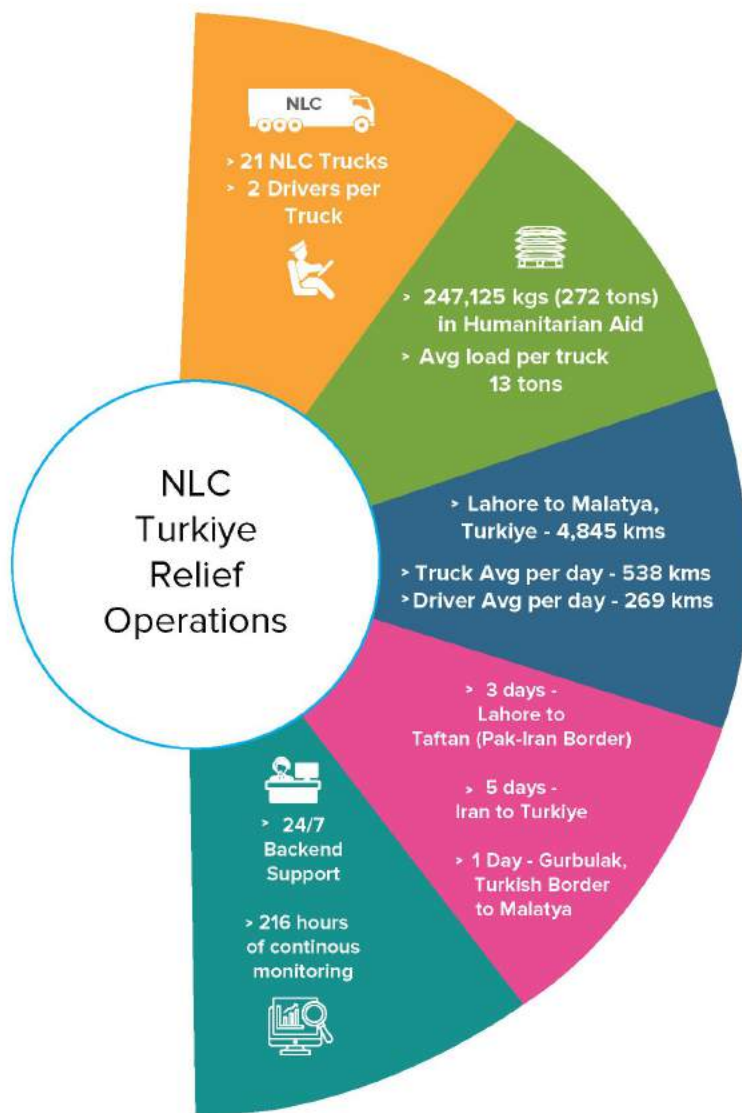 NLC
> 21 NLC Trucks
> 2 Drivers per
Truck
> 247,125 kgs (272 tons)
in Humanitarian Aid
> Avg load per truck
13 tons
NLC
Turkiye
Relief
Operations
> Lahore to Malatya,
Turkiye - 4,845 kms
> Truck Avg per day - 538 kms
> Driver Avg per day - 269 kms
> 3 days -
Lahore to
Taftan (Pak-Iran Border)
> 5 days -
Iran to Turkiye
> 1 Day - Gurbulak,
Turkish Border
to Malatya
> 24/7
Backend
Support
> 216 hours
of continous
monitoring